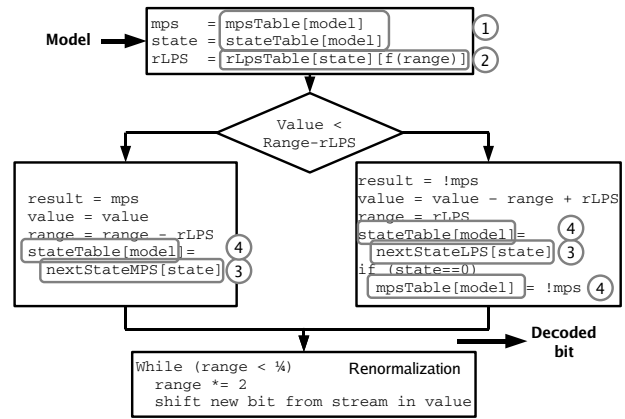 Model
mps = mpsTable[model]
state = stateTable[model]
1
rLPS = rLpsTable[state][f(range)]
2
Value <
Range-rLPS
result = mps
value = value
range = range - rLPS
stateTable[model]=
4
nextStateMPS[state]
3
result = !mps
value = value - range + rLPS
range = rLPS
stateTable[model]=
4
nextStateLPS[state]
3
if (state==0)
mpsTable[model] = !mps
4
Decoded
bit
While (range < ¼)
Renormalization
range *= 2
shift new bit from stream in value